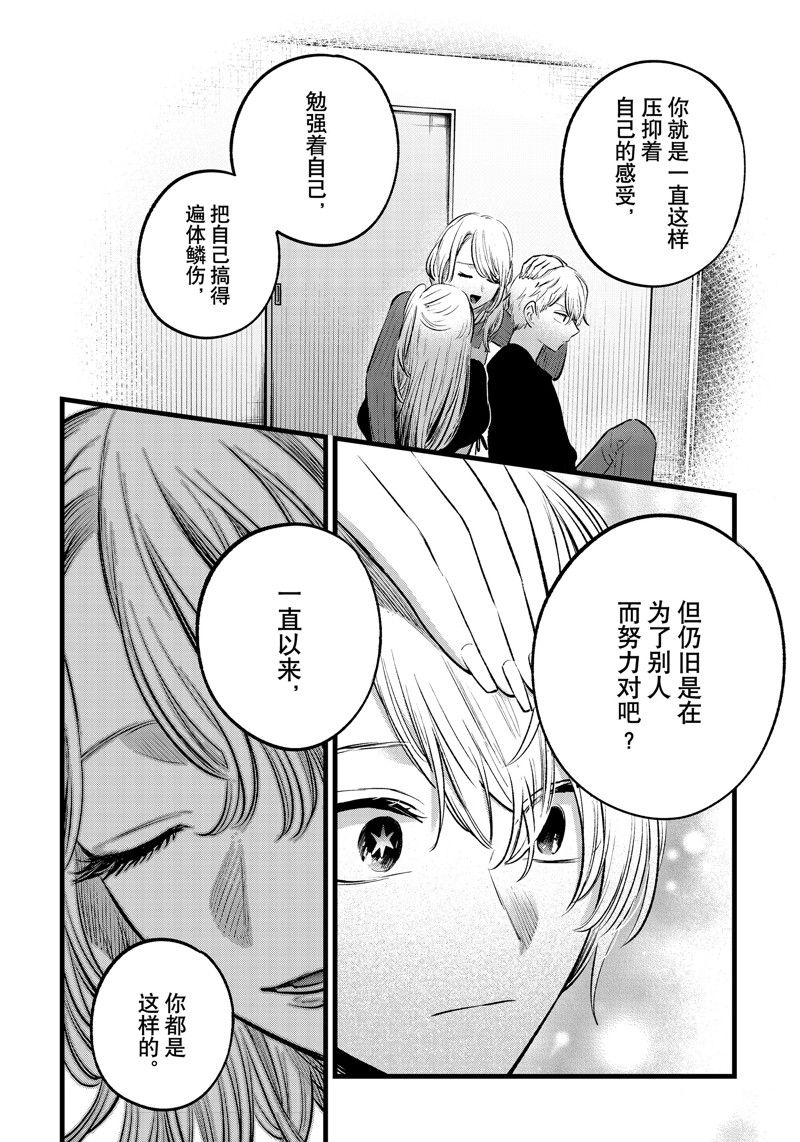 你就是一直这样
压抑着
自己的感受，
勉强着自己，
把自己搞得
遍体鳞伤，
但仍旧是在
为了别人
而努力对吧？
一直以来，
你都是
这样的。